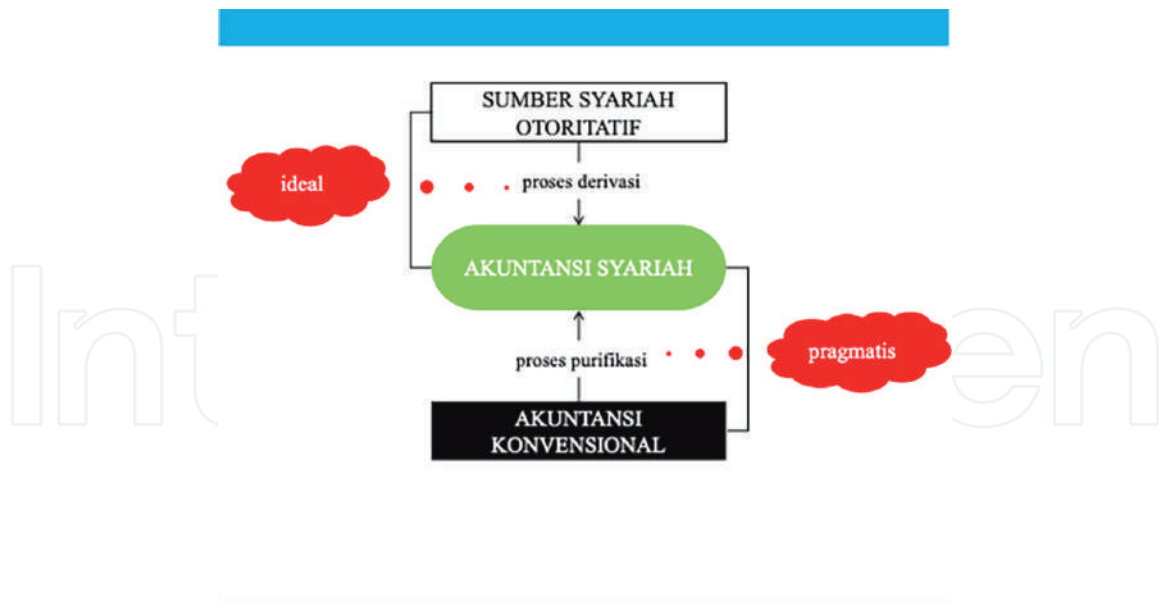 SUMBER SYARIAH
OTORITATIF
ideal
proses derivasi
AKUNTANSI SYARIAH
proses purifikasi
pragmatis
AKUNTANSI
KONVENSIONAL